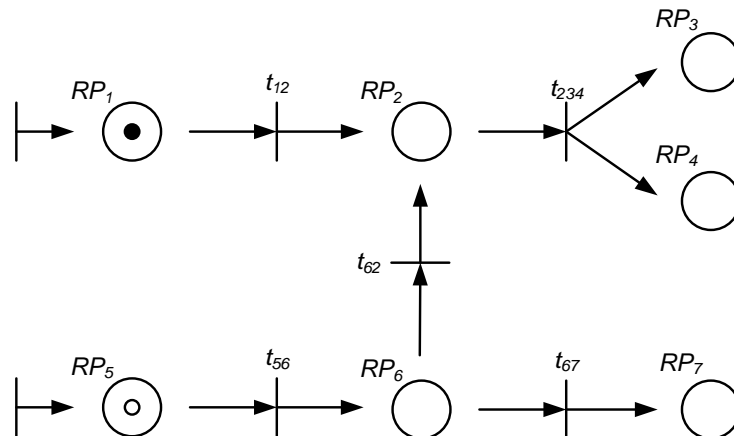 RP₃
RP₁ t₁₂ RP₂ t₂₃₄
RP₄
t₆₂
RP₅ t₅₆ RP₆ t₆₇ RP₇